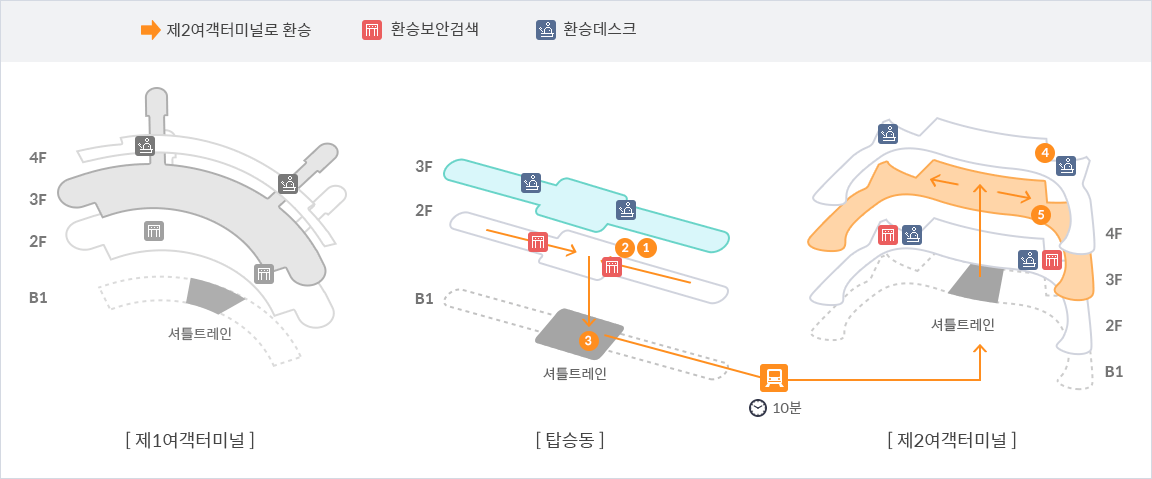 제2여객터미널로 환승 환승보안검색 환승데스크
4F
3F
2F
B1
셔틀트레인
[ 제1여객터미널 ]
3F
2F
B1
2 1
3
셔틀트레인
10분
[ 탑승동 ]
4
5
4F
3F
2F
B1
셔틀트레인
[ 제2여객터미널 ]